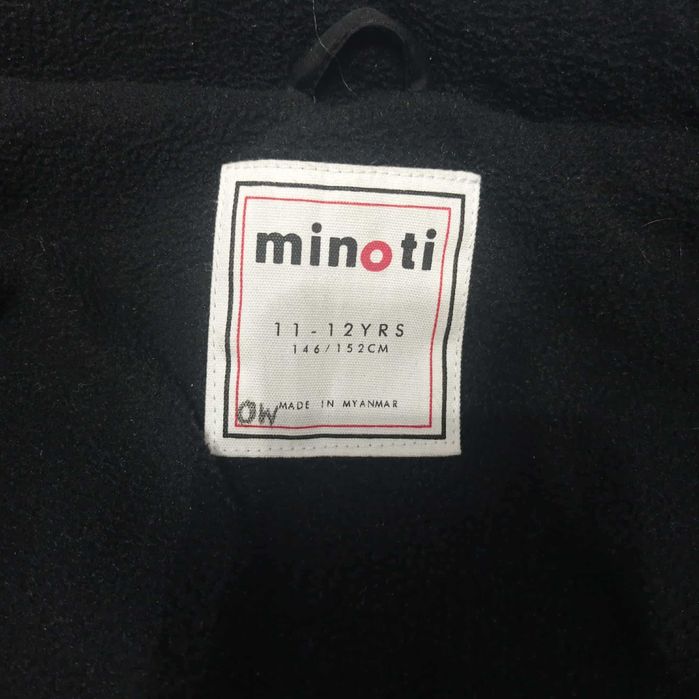 minoti
11 - 12YRS
146/152CM
OW MADE IN MYANMAR